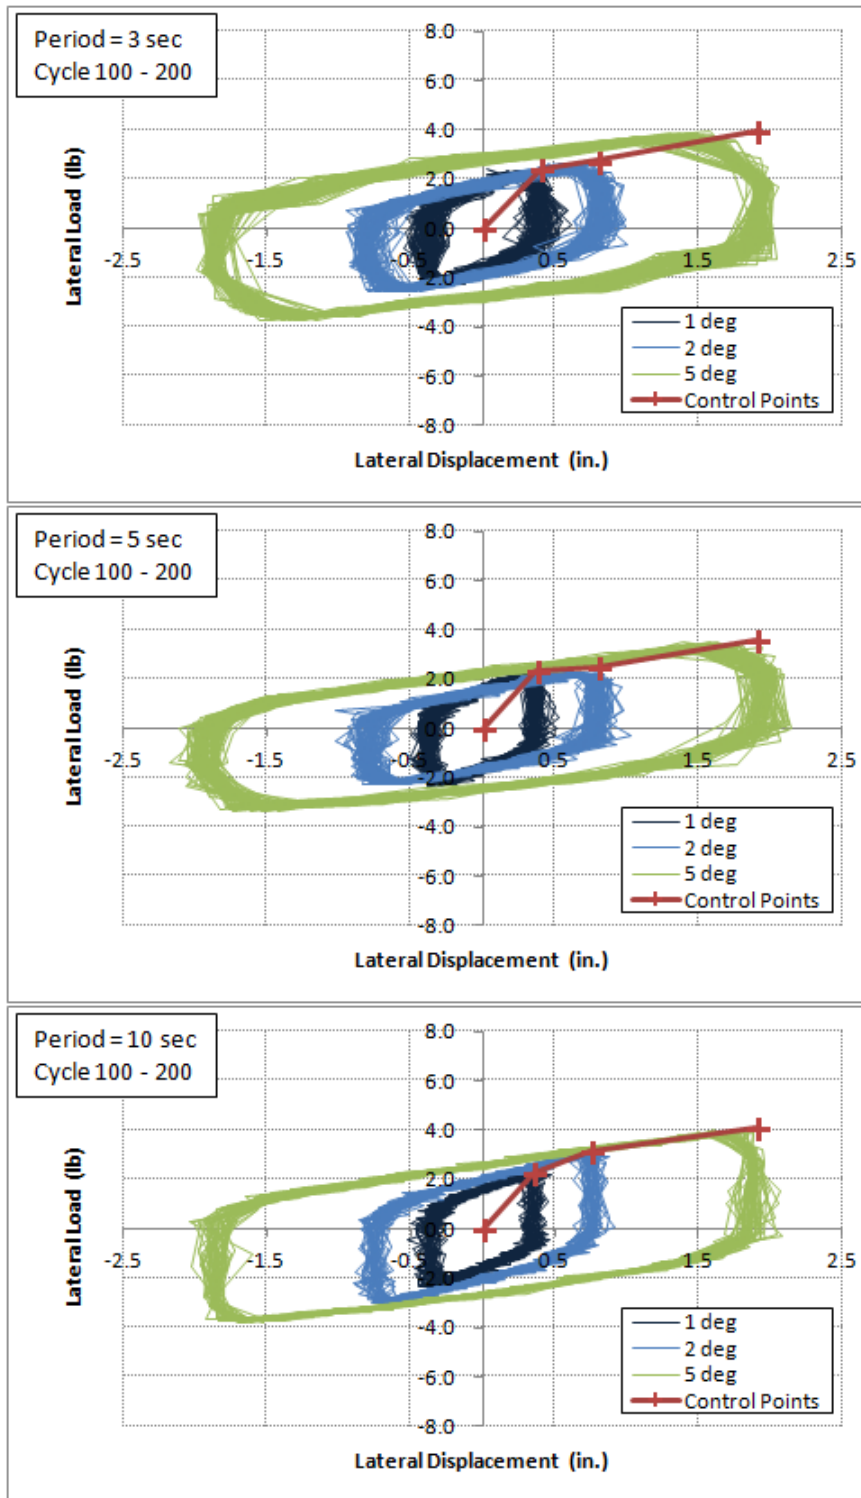 Period = 3 sec
Cycle 100 - 200
8.0
6.0
4.0
2.0
0.0
-2.0
-4.0
-6.0
-8.0
-2.5
-1.5
-0.5
0.5
1.5
2.5
Lateral Load (lb)
Lateral Displacement (in.)
1 deg
2 deg
5 deg
Control Points
Period = 5 sec
Cycle 100 - 200
8.0
6.0
4.0
2.0
0.0
-2.0
-4.0
-6.0
-8.0
-2.5
-1.5
-0.5
0.5
1.5
2.5
Lateral Load (lb)
Lateral Displacement (in.)
1 deg
2 deg
5 deg
Control Points
Period = 10 sec
Cycle 100 - 200
8.0
6.0
4.0
2.0
0.0
-2.0
-4.0
-6.0
-8.0
-2.5
-1.5
-0.5
0.5
1.5
2.5
Lateral Load (lb)
Lateral Displacement (in.)
1 deg
2 deg
5 deg
Control Points